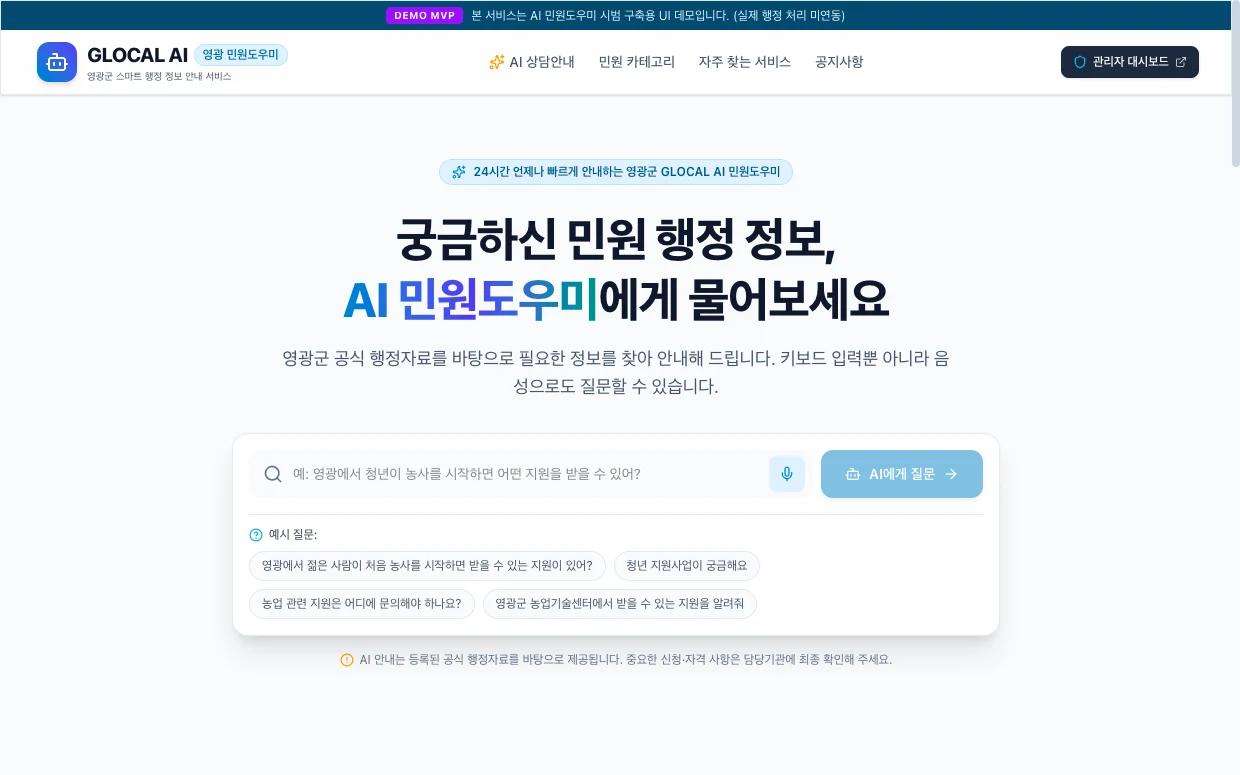 DEMO MVP 본 서비스는 AI 민원도우미 시범 구축용 UI 데모입니다. (실제 행정 처리 미연동)
GLOCAL AI 영광 민원도우미
영광군 스마트 행정 정보 안내 서비스
AI 상담안내 민원 카테고리 자주 찾는 서비스 공지사항
관리자 대시보드
24시간 언제나 빠르게 안내하는 영광군 GLOCAL AI 민원도우미
궁금하신 민원 행정 정보,
AI 민원도우미에게 물어보세요
영광군 공식 행정자료를 바탕으로 필요한 정보를 찾아 안내해 드립니다. 키보드 입력뿐 아니라 음
성으로도 질문할 수 있습니다.
예: 영광에서 청년이 농사를 시작하면 어떤 지원을 받을 수 있어?
AI에게 질문
예시 질문:
영광에서 젊은 사람이 처음 농사를 시작하면 받을 수 있는 지원이 있어? 청년 지원사업이 궁금해요
농업 관련 지원은 어디에 문의해야 하나요? 영광군 농업기술센터에서 받을 수 있는 지원을 알려줘
AI 안내는 등록된 공식 행정자료를 바탕으로 제공됩니다. 중요한 신청·자격 사항은 담당기관에 최종 확인해 주세요.